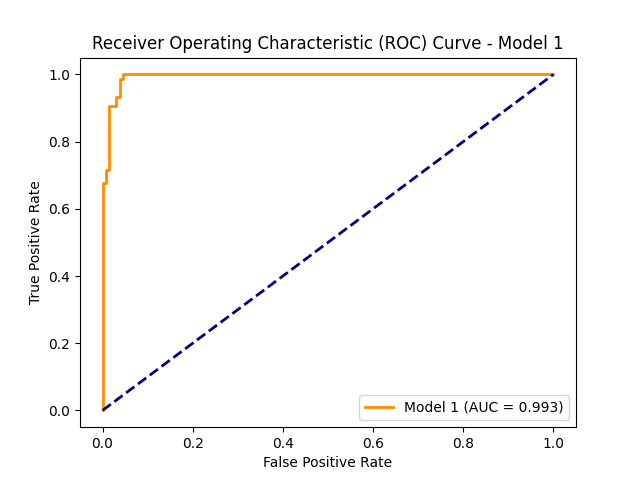 Receiver Operating Characteristic (ROC) Curve - Model 1
True Positive Rate
1.0
0.8
0.6
0.4
0.2
0.0
Model 1 (AUC = 0.993)
0.0 0.2 0.4 0.6 0.8 1.0
False Positive Rate